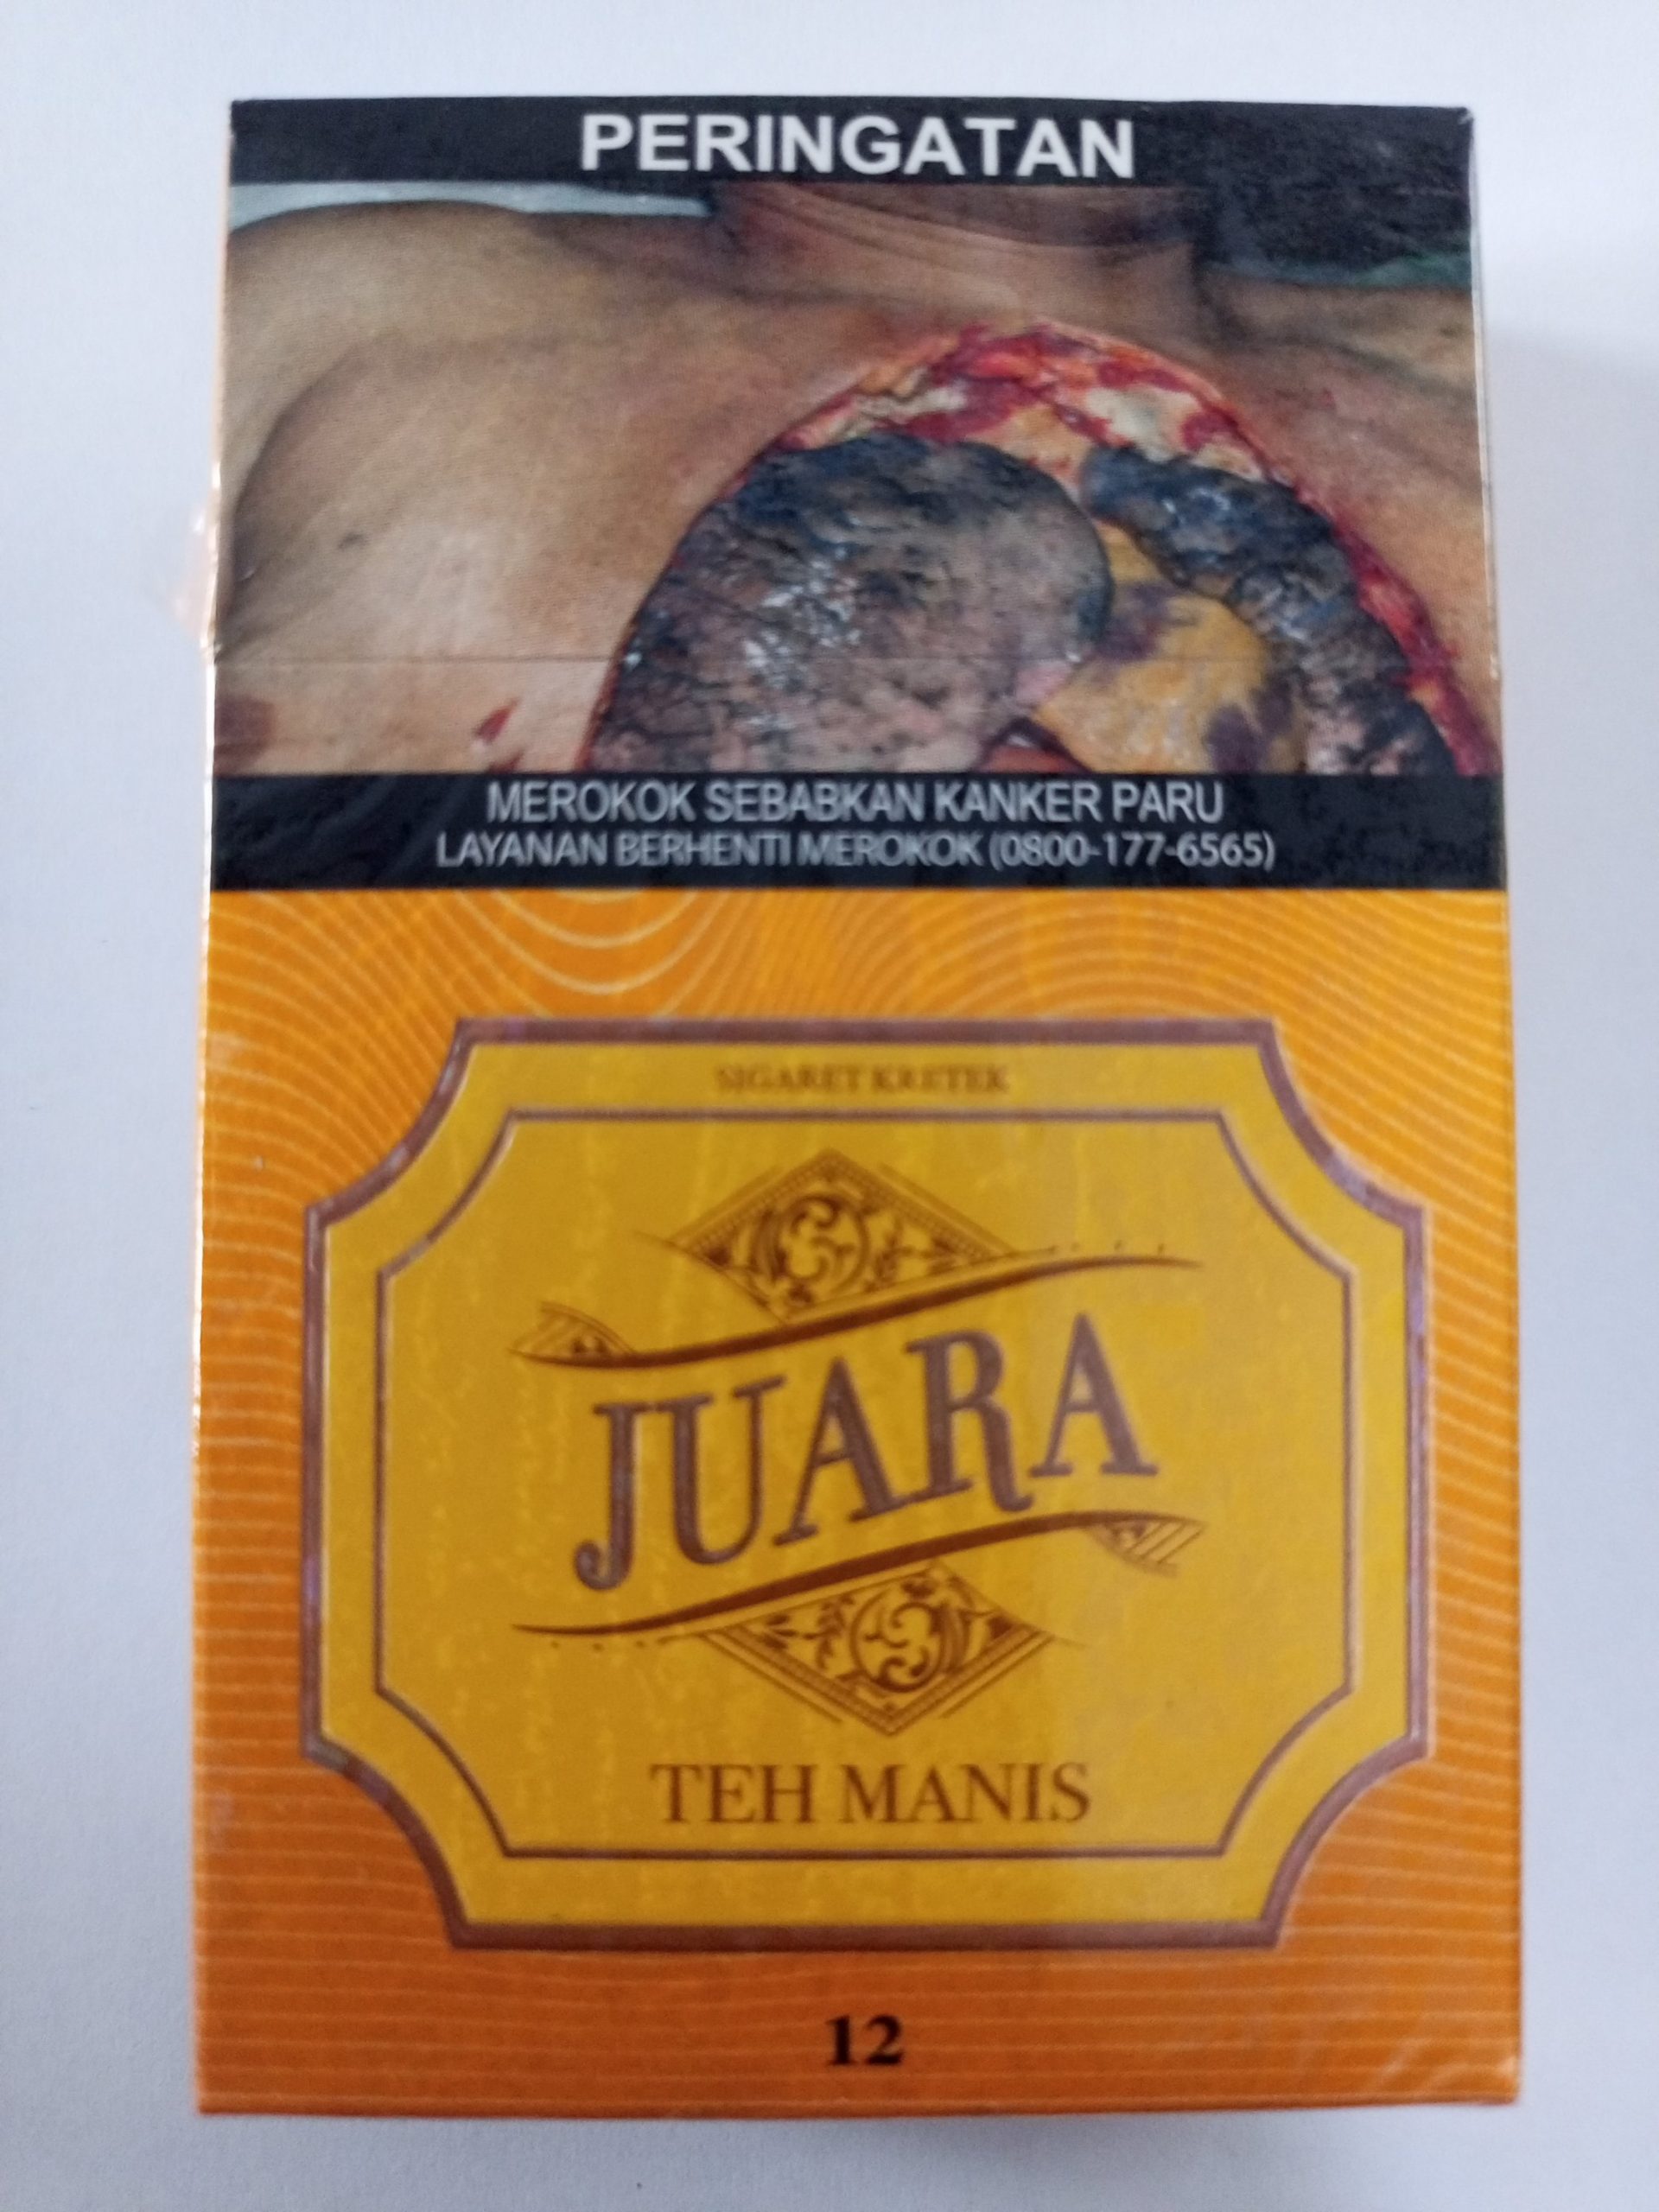 PERINGATAN
MEROKOK SEBABKAN KANKER PARU
LAYANAN BERHENTI MEROKOK (0800-177-6565)
SIGARET KRETEK
JUARA
TEH MANIS
12